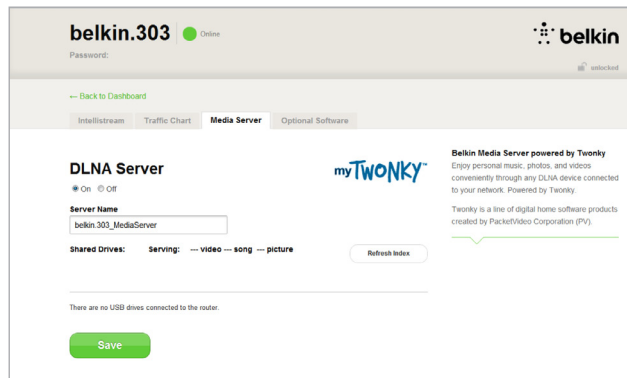 belkin.303 Online
Password:
belkin
unlocked
← Back to Dashboard
Intellistream Traffic Chart Media Server Optional Software
DLNA Server
On Off
myTWONKY™
Server Name
belkin.303_MediaServer
Shared Drives: Serving: --- video --- song --- picture
Refresh Index
There are no USB drives connected to the router.
Save
Belkin Media Server powered by Twonky
Enjoy personal music, photos, and videos
conveniently through any DLNA device connected
to your network. Powered by Twonky.
Twonky is a line of digital home software products
created by PacketVideo Corporation (PV).